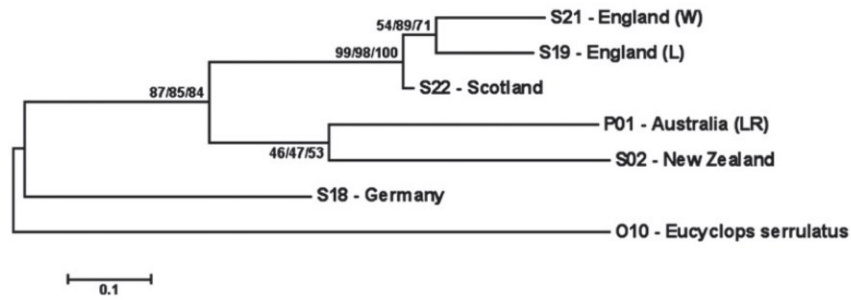 S21 - England (W)
54/89/71
S19 - England (L)
99/98/100
S22 - Scotland
87/85/84
P01 - Australia (LR)
46/47/53
S02 - New Zealand
S18 - Germany
O10 - Eucyclops serrulatus
0.1